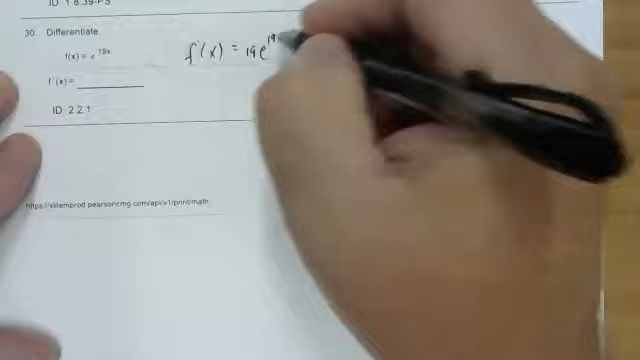 ID 1.8.39-PS
30. Differentiate
f(x) = e^19x
f'(x) = 19e^19
f'(x) =
ID 2.2.1
https://xlitemprod.pearsoncmg.com/api/v1/print/math